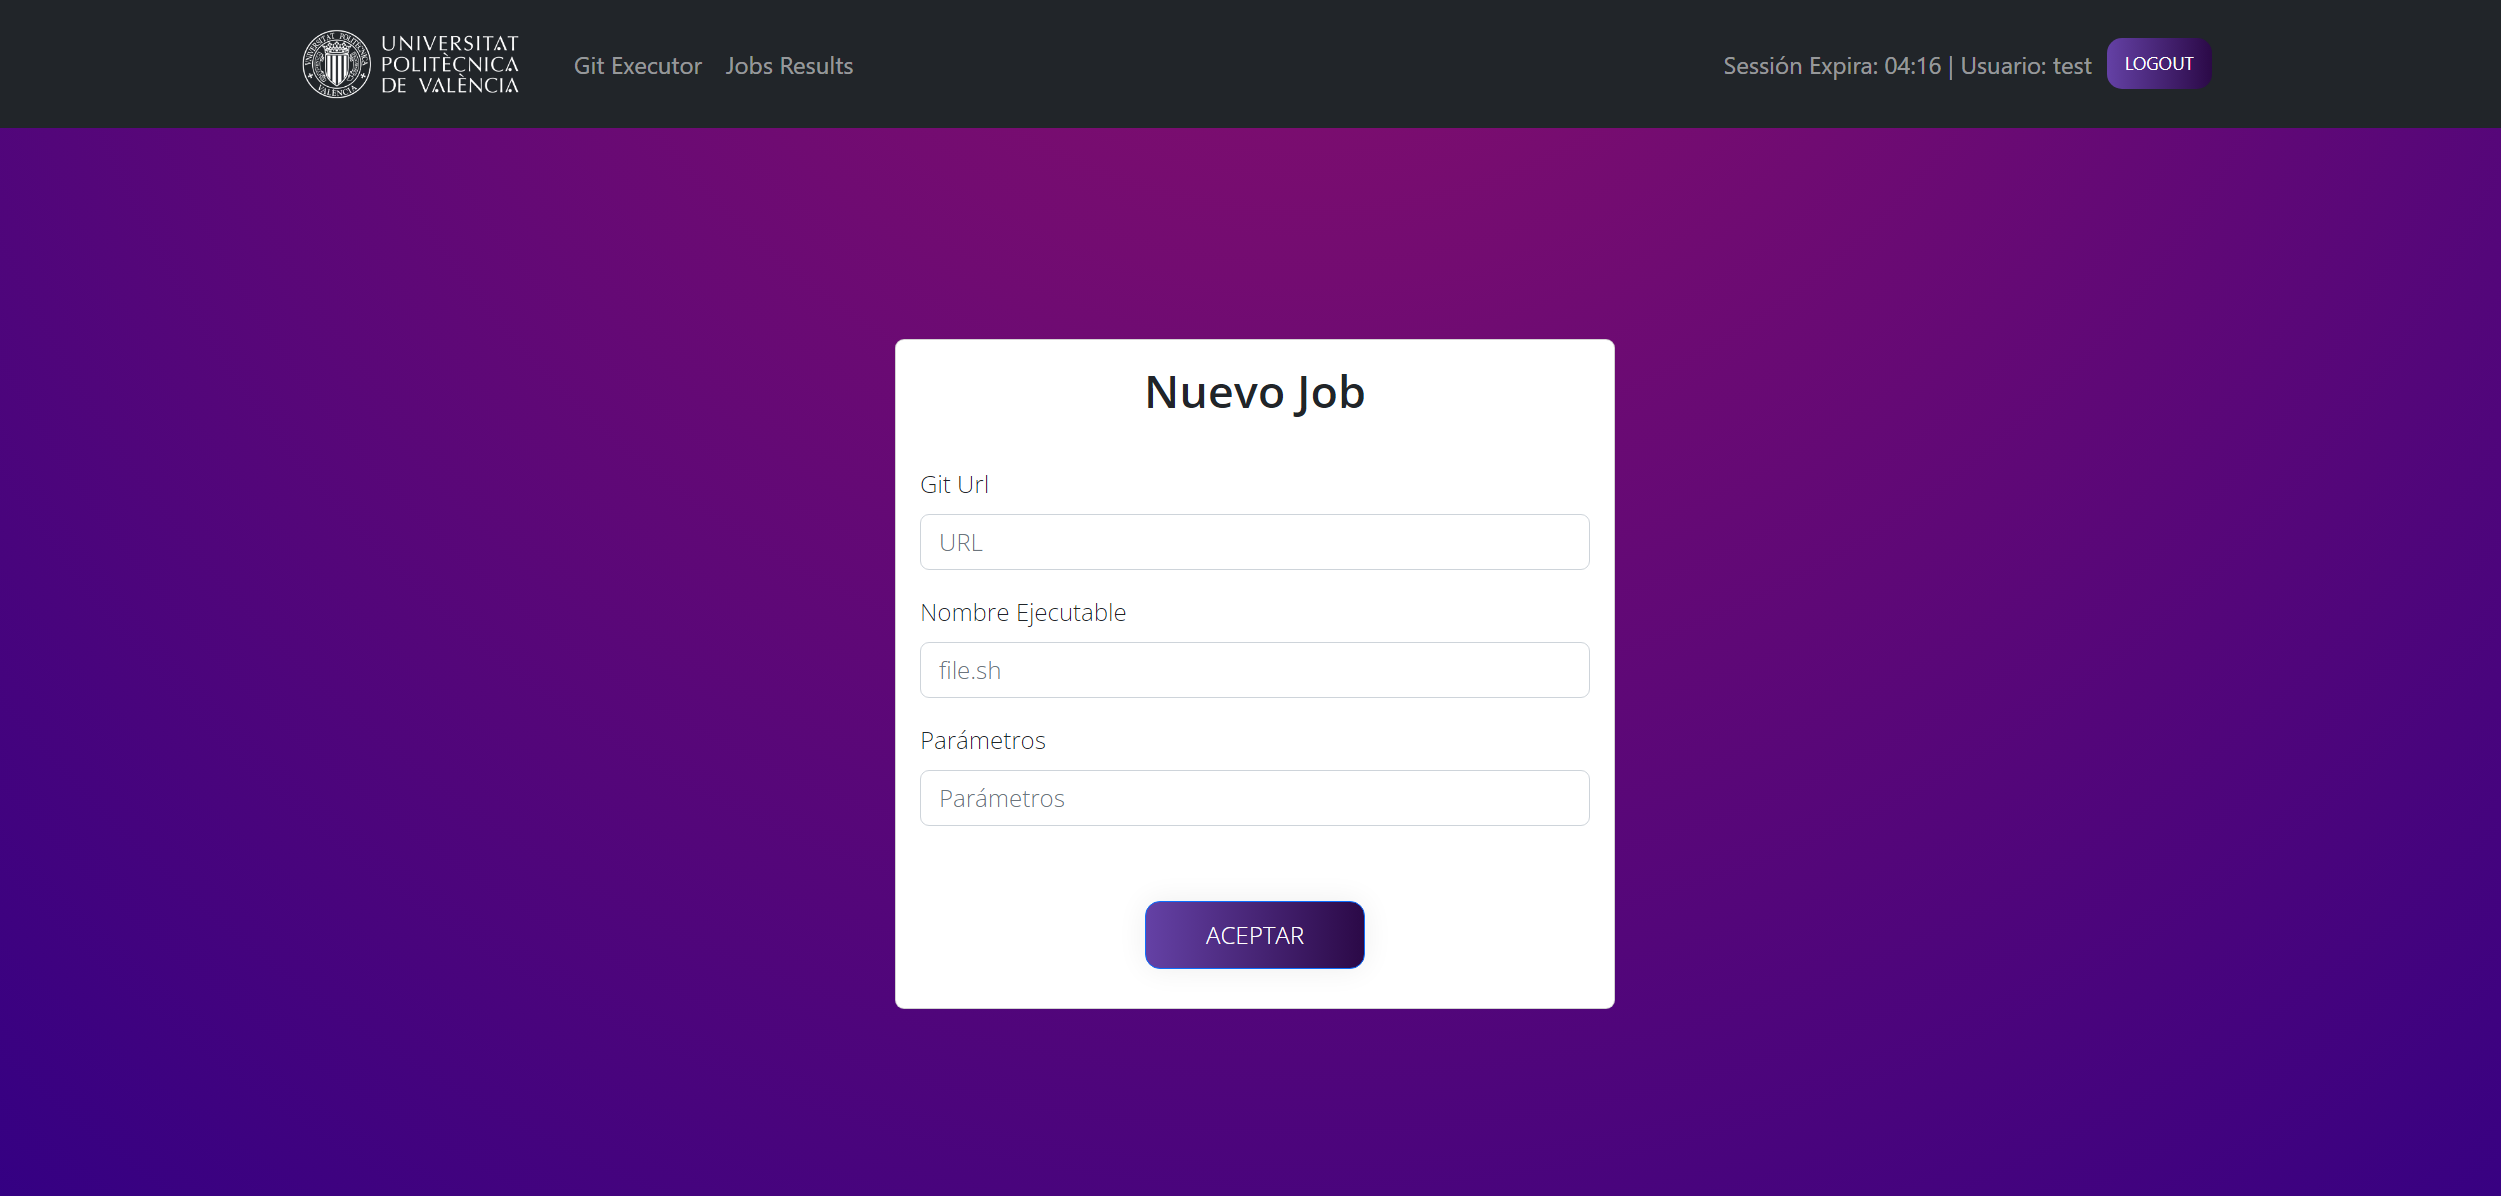 UNIVERSITAT
POLITÈCNICA
DE VALÈNCIA
Git Executor Jobs Results
Sessión Expira: 04:16 | Usuario: test LOGOUT
Nuevo Job
Git Url
URL
Nombre Ejecutable
file.sh
Parámetros
Parámetros
ACEPTAR